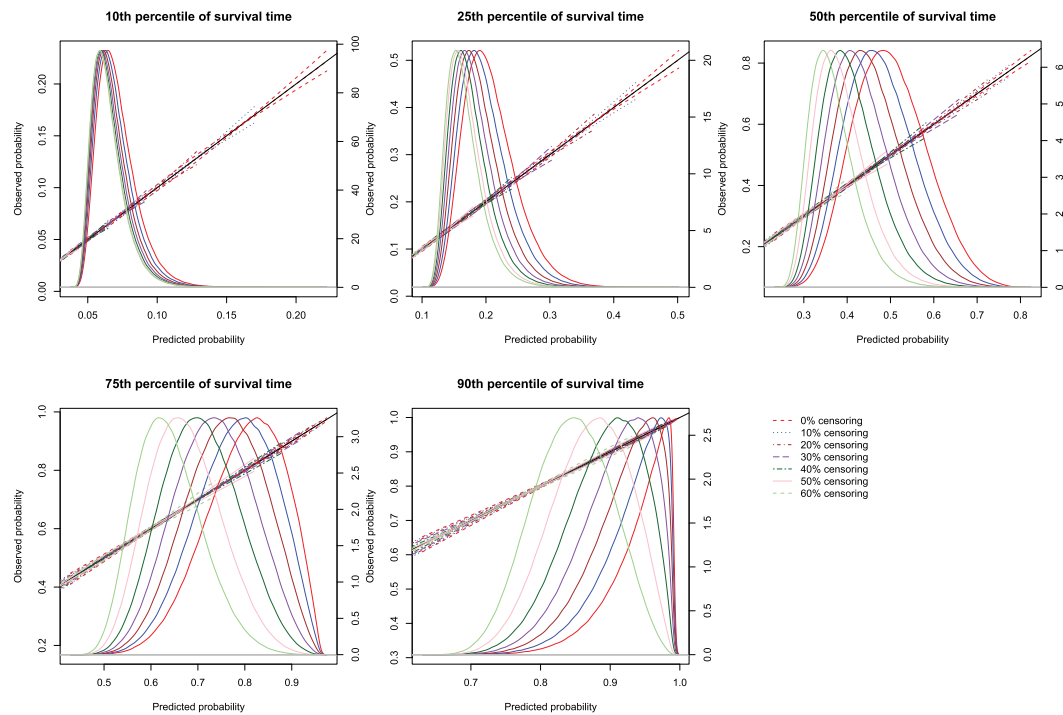 10th percentile of survival time
0.00 0.05 0.10 0.15 0.20
Observed probability
0 20 40 60 80 100
0.05 0.10 0.15 0.20
Predicted probability
25th percentile of survival time
0.0 0.1 0.2 0.3 0.4 0.5
Observed probability
0 5 10 15 20
0.1 0.2 0.3 0.4 0.5
Predicted probability
50th percentile of survival time
0.2 0.4 0.6 0.8
Observed probability
0 1 2 3 4 5 6
0.3 0.4 0.5 0.6 0.7 0.8
Predicted probability
75th percentile of survival time
0.2 0.4 0.6 0.8 1.0
Observed probability
0.0 0.5 1.0 1.5 2.0 2.5 3.0
0.5 0.6 0.7 0.8 0.9
Predicted probability
90th percentile of survival time
0.3 0.4 0.5 0.6 0.7 0.8 0.9 1.0
Observed probability
0.0 0.5 1.0 1.5 2.0 2.5
0.7 0.8 0.9 1.0
Predicted probability
0% censoring
10% censoring
20% censoring
30% censoring
40% censoring
50% censoring
60% censoring